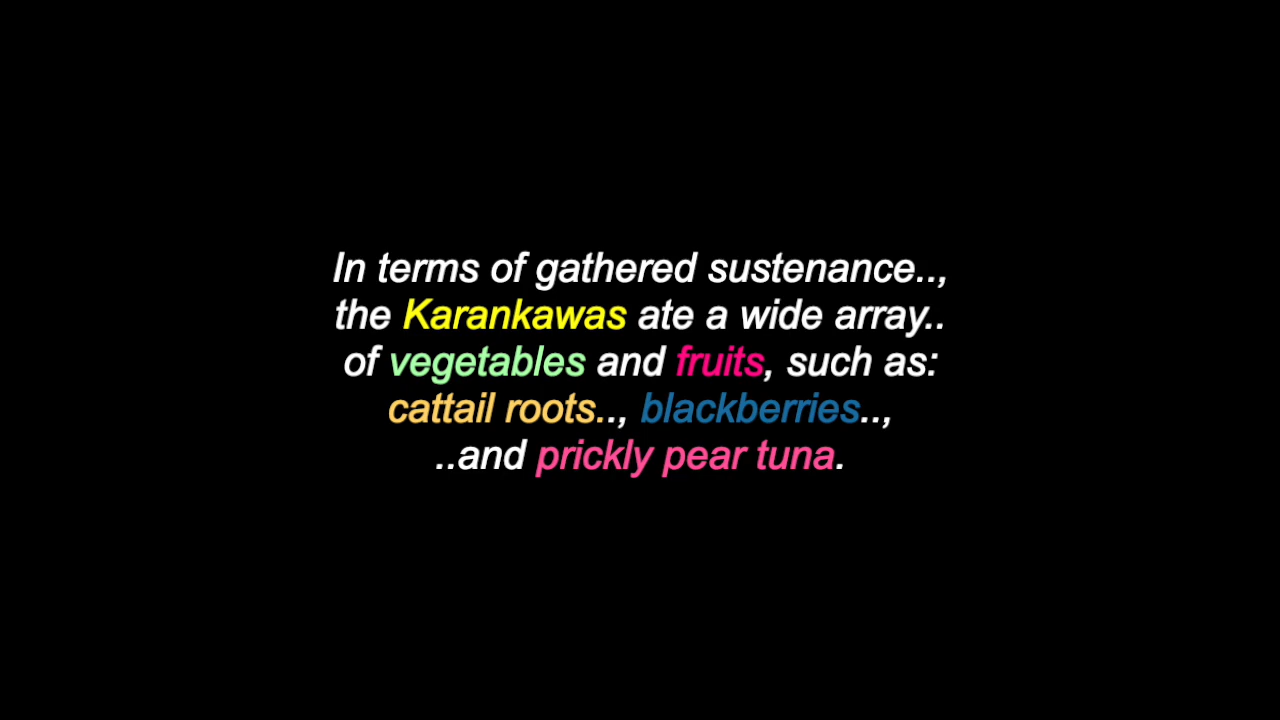 In terms of gathered sustenance..,
the Karankawas ate a wide array..
of vegetables and fruits, such as:
cattail roots.., blackberries..,
..and prickly pear tuna.